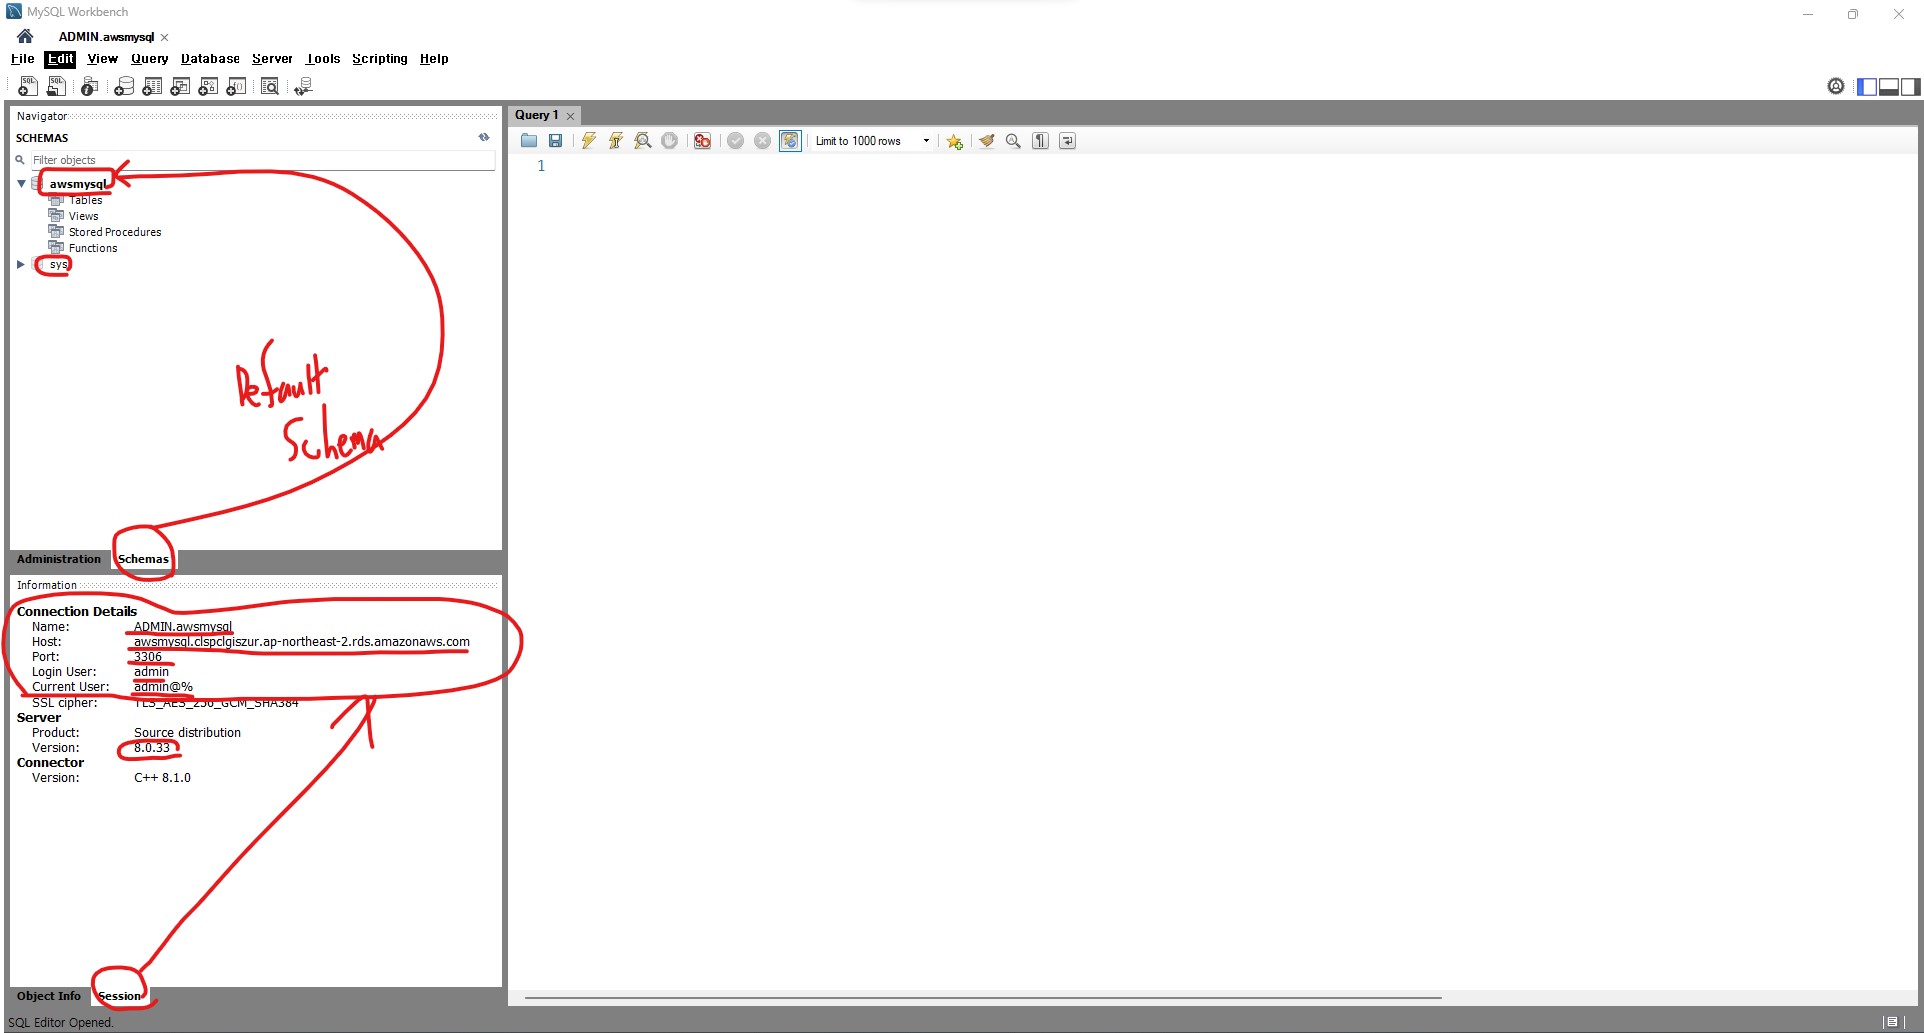 MySQL Workbench
ADMIN.awsmysql
File Edit View Query Database Server Tools Scripting Help
Navigator
SCHEMAS
Filter objects
awsmysql
Tables
Views
Stored Procedures
Functions
sys
Default
Schema
Administration Schemas
Information
Connection Details
Name: ADMIN.awsmysql
Host: awsmysql.clspclgiszur.ap-northeast-2.rds.amazonaws.com
Port: 3306
Login User: admin
Current User: admin@%
SSL cipher: TLS_AES_256_GCM_SHA384
Server
Product: Source distribution
Version: 8.0.33
Connector
Version: C++ 8.1.0
Object Info Session
SQL Editor Opened.
Query 1
Limit to 1000 rows
1